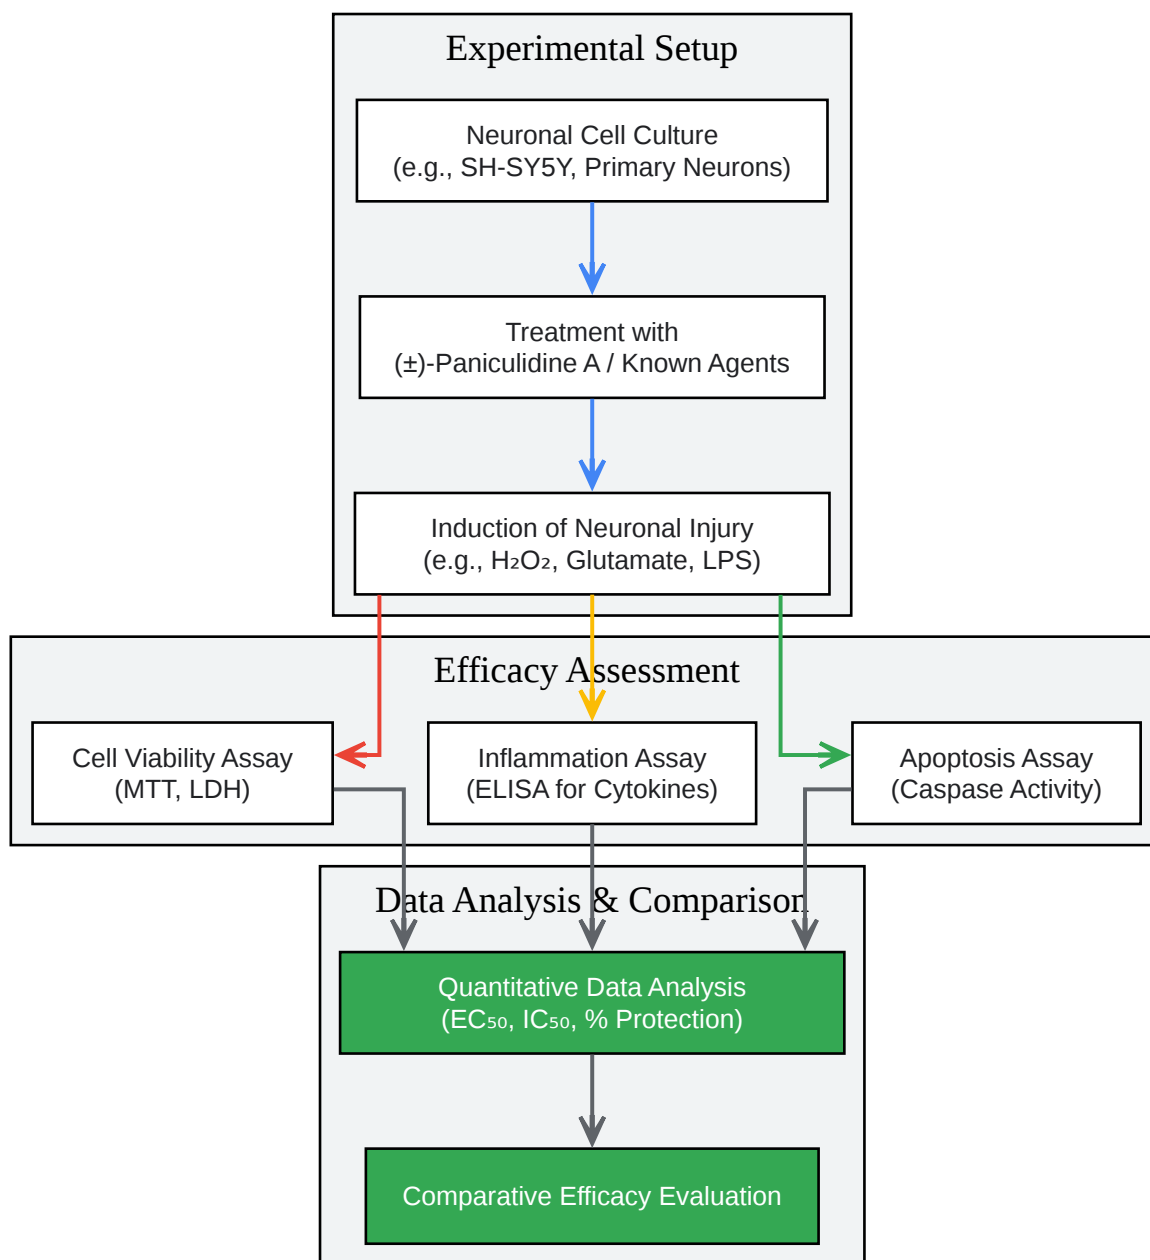 Experimental Setup
Neuronal Cell Culture
(e.g., SH-SY5Y, Primary Neurons)
Treatment with
(±)-Paniculidine A / Known Agents
Induction of Neuronal Injury
(e.g., H₂O₂, Glutamate, LPS)
Efficacy Assessment
Cell Viability Assay
(MTT, LDH)
Inflammation Assay
(ELISA for Cytokines)
Apoptosis Assay
(Caspase Activity)
Data Analysis & Comparison
Quantitative Data Analysis
(EC₅₀, IC₅₀, % Protection)
Comparative Efficacy Evaluation